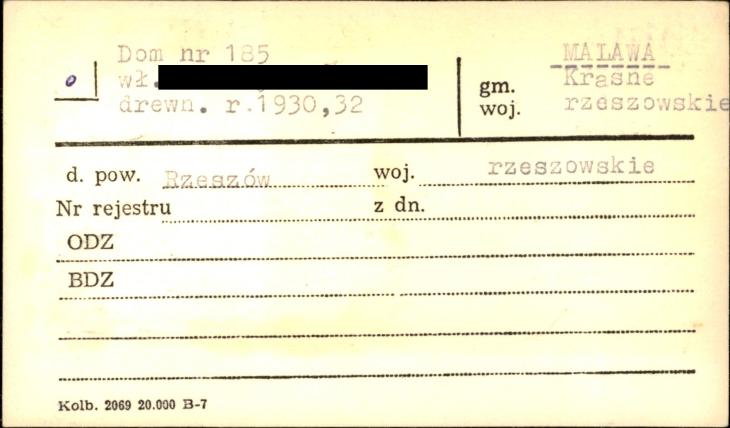 Dom nr 185
wł.
drewn. r.1930,32
o
MALAWA
gm. Krasne
woj. rzeszowskie
d. pow. Rzeszów woj. rzeszowskie
Nr rejestru z dn.
ODZ
BDZ
Kolb. 2069 20.000 B-7